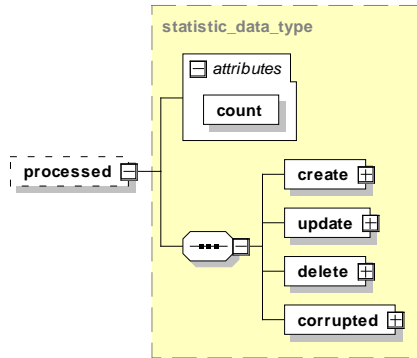 statistic_data_type
attributes
count
processed
create
update
delete
corrupted